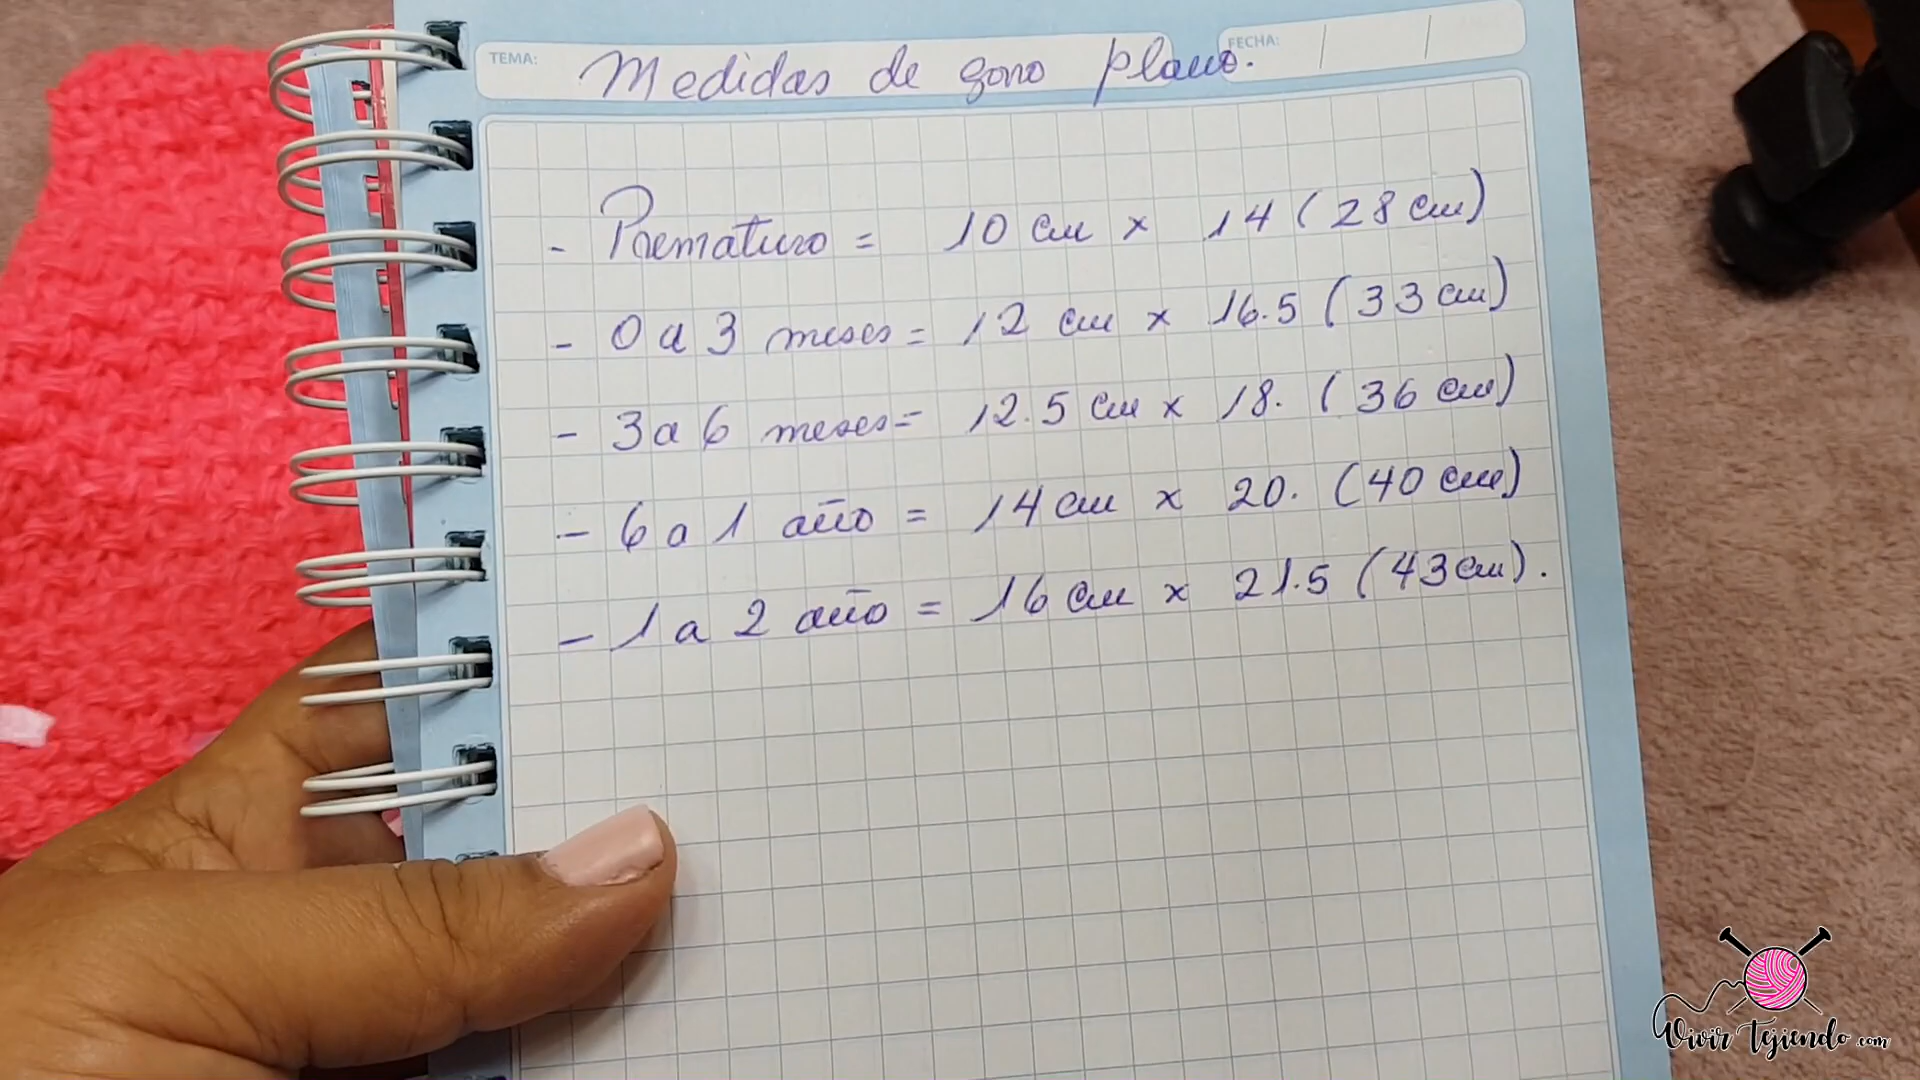 TEMA: Medidas de gorro plano. FECHA:
- Prematuro = 10 cm x 14 (28 cm)
- 0 a 3 meses = 12 cm x 16.5 (33 cm)
- 3 a 6 meses = 12.5 cm x 18. (36 cm)
- 6 a 1 año = 14 cm x 20. (40 cm)
- 1 a 2 año = 16 cm x 21.5 (43 cm).
Vivir Tejiendo.com